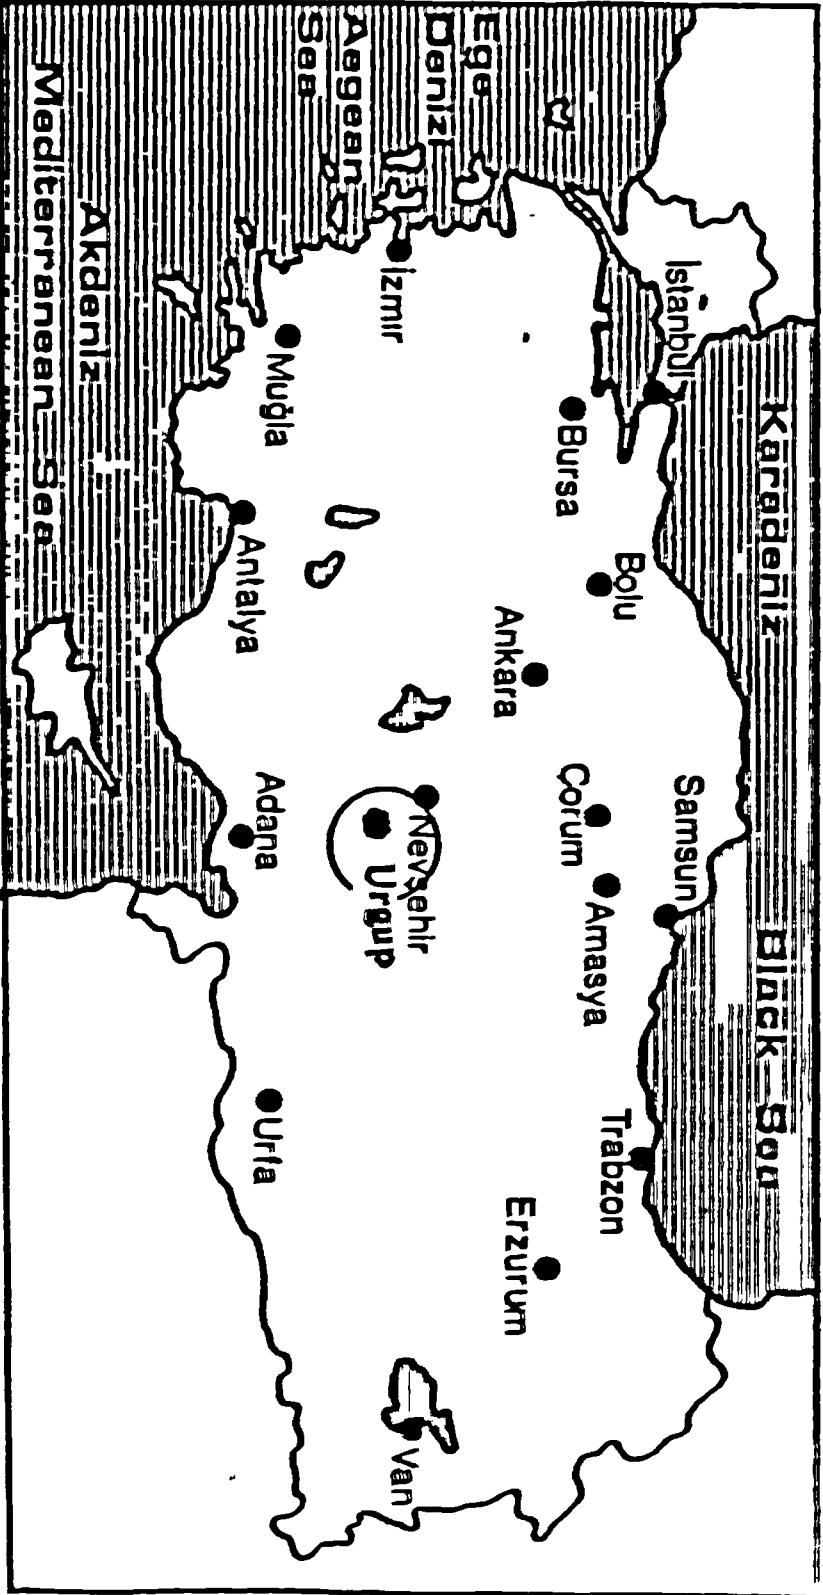 Karadeniz
Black Sea
Ege
Denizi
Aegean
Sea
Akdeniz
Mediterranean Sea
İstanbul
Bursa
Bolu
Samsun
Trabzon
Çorum
Amasya
Ankara
Erzurum
İzmir
Nevşehir
Urgup
Van
Muğla
Antalya
Adana
Urfa